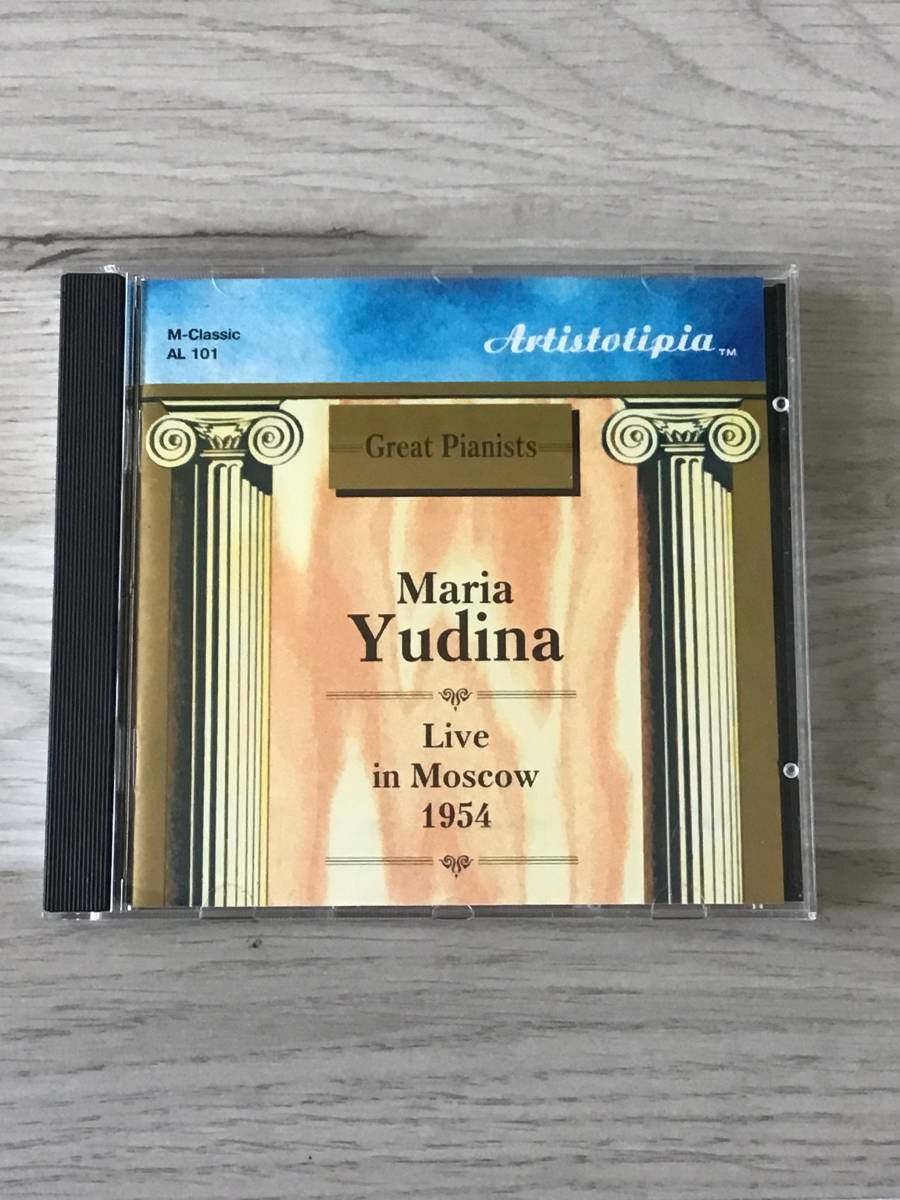 M-Classic
AL 101
Artistotipia™
Great Pianists
Maria
Yudina
Live
in Moscow
1954